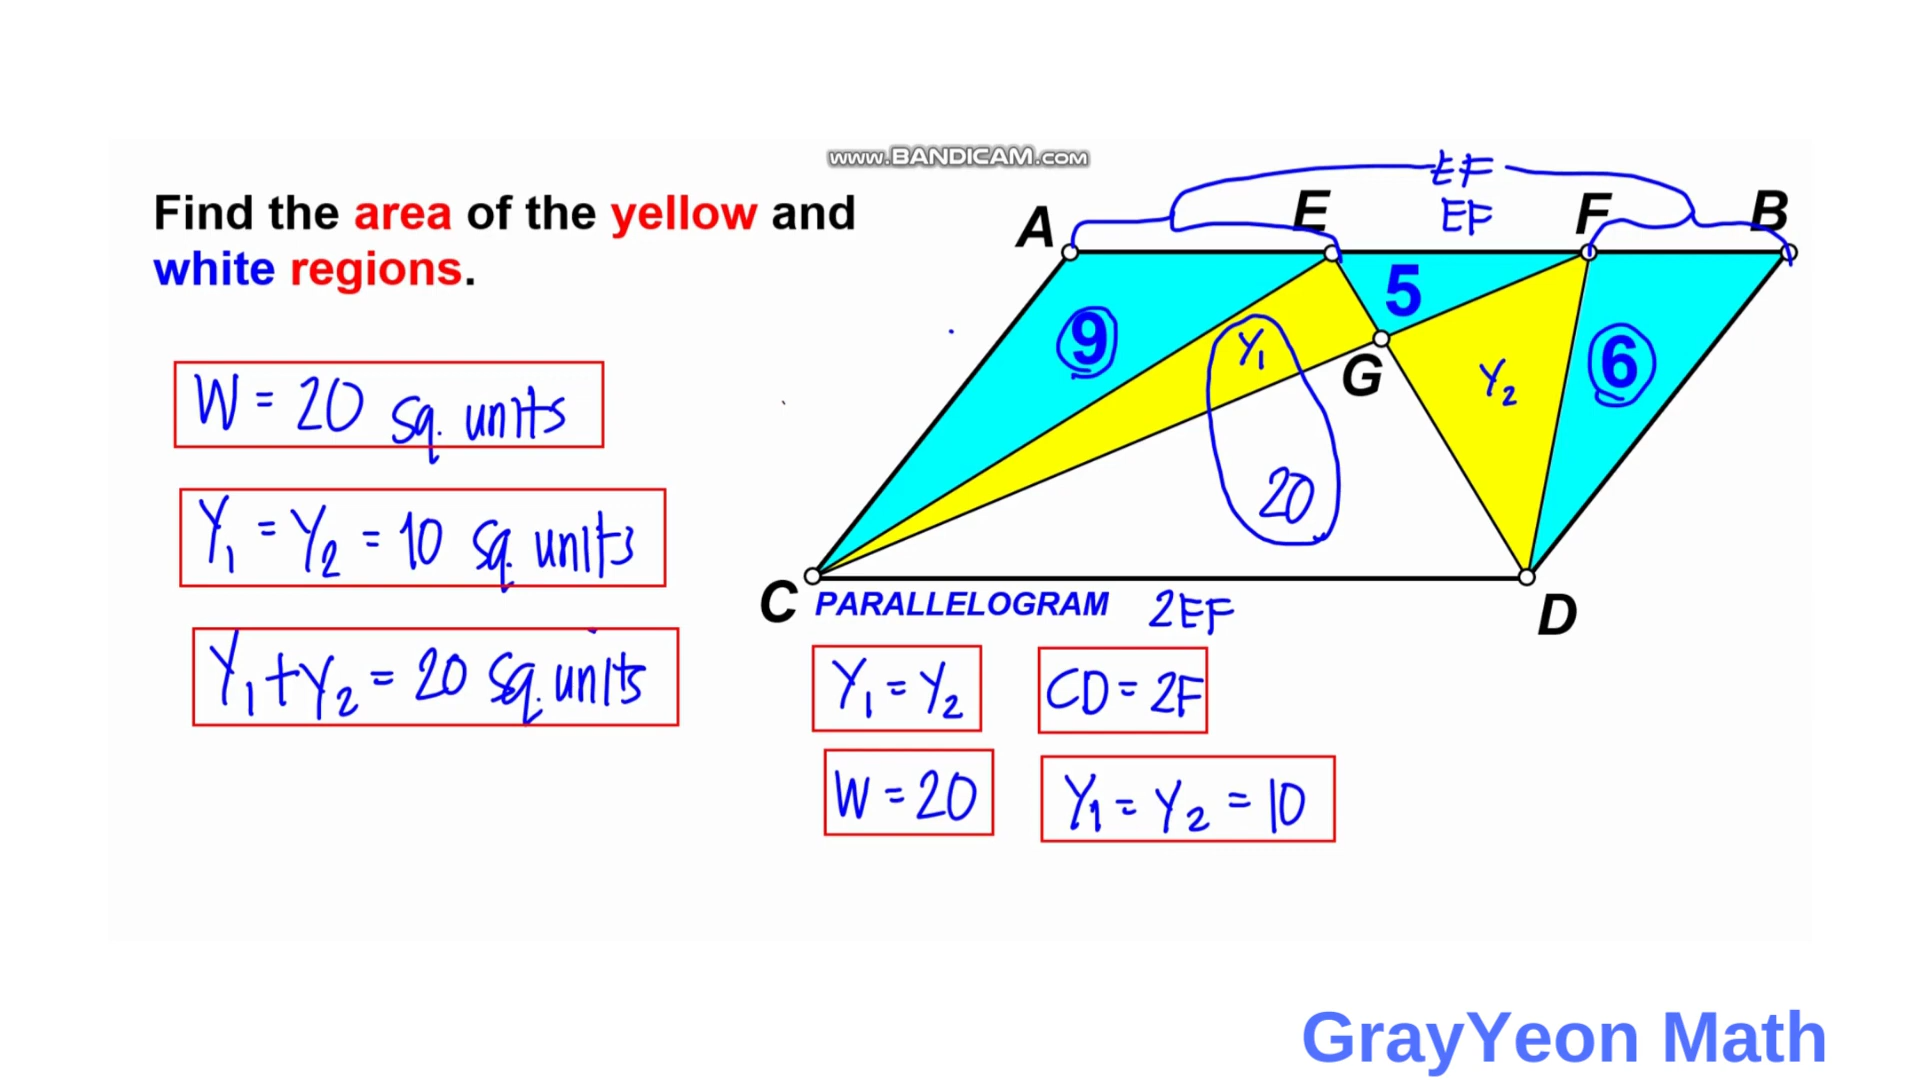 www.BANDICAM.com
Find the area of the yellow and
white regions.
W = 20 sq. units
Y1 = Y2 = 10 sq. units
Y1 + Y2 = 20 sq. units
EF
EF
A
E
F
B
9
5
6
Y1
G
Y2
20
C
D
PARALLELOGRAM
2EF
Y1 = Y2
CD = 2F
W = 20
Y1 = Y2 = 10
GrayYeon Math